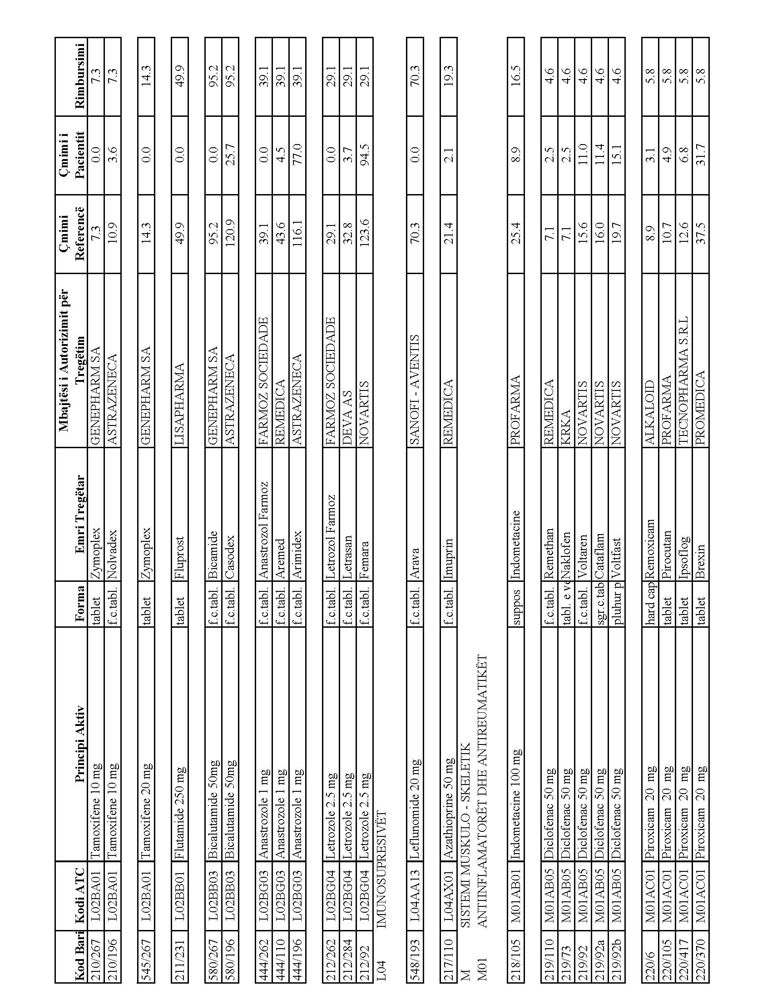 Kod Bari Kodi ATC Principi Aktiv Forma Emri Tregëtar Mbajtësi i Autorizimit për Tregëtim Çmimi Referencë Çmimi i Pacientit Rimbursimi
210/267 L02BA01 Tamoxifene 10 mg tablet Zymoplex GENEPHARM SA 7.3 0.0 7.3
210/196 L02BA01 Tamoxifene 10 mg f.c.tabl. Nolvadex ASTRAZENECA 10.9 3.6 7.3
545/267 L02BA01 Tamoxifene 20 mg tablet Zymoplex GENEPHARM SA 14.3 0.0 14.3
211/231 L02BB01 Flutamide 250 mg tablet Fluprost LISAPHARMA 49.9 0.0 49.9
580/267 L02BB03 Bicalutamide 50mg f.c.tabl. Bicamide GENEPHARM SA 95.2 0.0 95.2
580/196 L02BB03 Bicalutamide 50mg f.c.tabl. Casodex ASTRAZENECA 120.9 25.7 95.2
444/262 L02BG03 Anastrozole 1 mg f.c.tabl. Anastrozol Farmoz FARMOZ SOCIEDADE 39.1 0.0 39.1
444/110 L02BG03 Anastrozole 1 mg f.c.tabl. Aremed REMEDICA 43.6 4.5 39.1
444/196 L02BG03 Anastrozole 1 mg f.c.tabl. Arimidex ASTRAZENECA 116.1 77.0 39.1
212/262 L02BG04 Letrozole 2.5 mg f.c.tabl. Letrozol Farmoz FARMOZ SOCIEDADE 29.1 0.0 29.1
212/284 L02BG04 Letrozole 2.5 mg f.c.tabl. Letrasan DEVA AS 32.8 3.7 29.1
212/92 L02BG04 Letrozole 2.5 mg f.c.tabl. Femara NOVARTIS 123.6 94.5 29.1
L04 IMUNOSUPRESIVËT
548/193 L04AA13 Leflunomide 20 mg f.c.tabl. Arava SANOFI - AVENTIS 70.3 0.0 70.3
217/110 L04AX01 Azathioprine 50 mg f.c.tabl. Imuprin REMEDICA 21.4 2.1 19.3
M SISTEMI MUSKULO - SKELETIK
M01 ANTIINFLAMATORËT DHE ANTIREUMATIKËT
218/105 M01AB01 Indometacine 100 mg suppos Indometacine PROFARMA 25.4 8.9 16.5
219/110 M01AB05 Diclofenac 50 mg f.c.tabl. Remethan REMEDICA 7.1 2.5 4.6
219/73 M01AB05 Diclofenac 50 mg tabl. e vë Naklofen KRKA 7.1 2.5 4.6
219/92 M01AB05 Diclofenac 50 mg f.c.tabl. Voltaren NOVARTIS 15.6 11.0 4.6
219/92a M01AB05 Diclofenac 50 mg sgr.c.tab Cataflam NOVARTIS 16.0 11.4 4.6
219/92b M01AB05 Diclofenac 50 mg pluhur p Voltfast NOVARTIS 19.7 15.1 4.6
220/6 M01AC01 Piroxicam 20 mg hard cap Remoxicam ALKALOID 8.9 3.1 5.8
220/105 M01AC01 Piroxicam 20 mg tablet Pirocutan PROFARMA 10.7 4.9 5.8
220/417 M01AC01 Piroxicam 20 mg tablet Ipsoflog TECNOPHARMA S.R.L 12.6 6.8 5.8
220/370 M01AC01 Piroxicam 20 mg tablet Brexin PROMEDICA 37.5 31.7 5.8